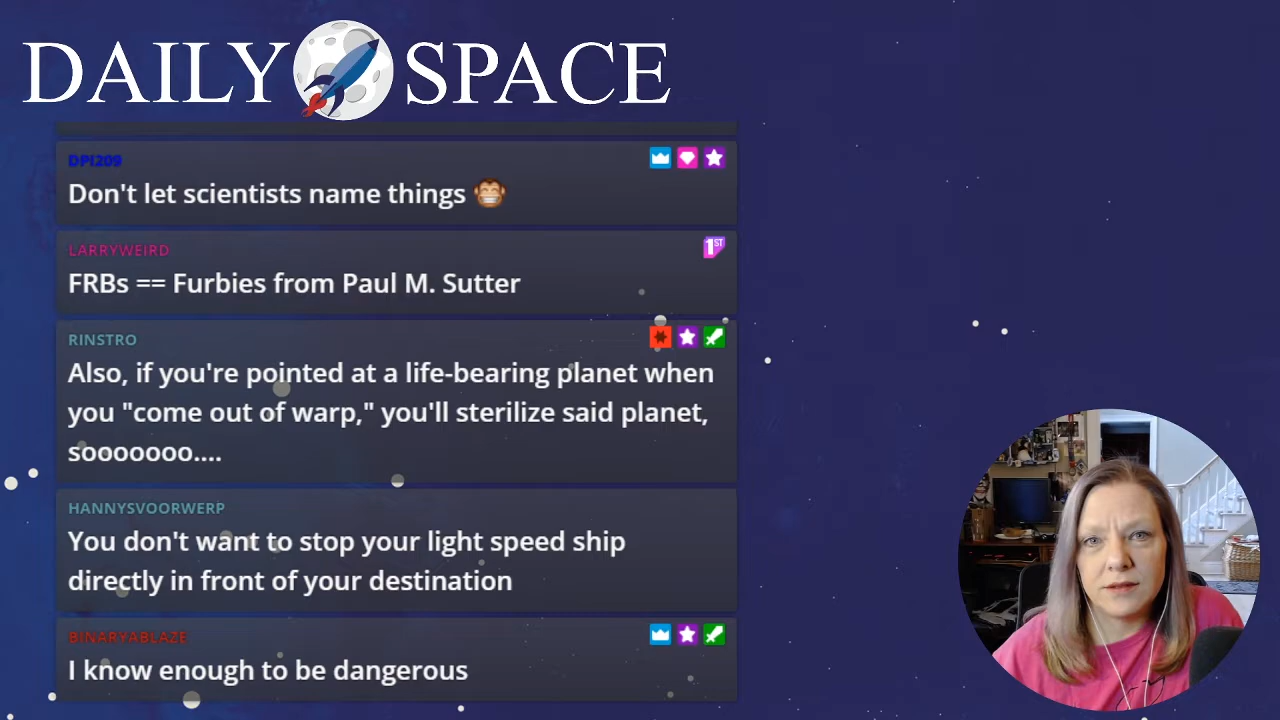 DAILY SPACE
DPI209
Don't let scientists name things
LARRYWEIRD
1ST
FRBs == Furbies from Paul M. Sutter
RINSTRO
Also, if you're pointed at a life-bearing planet when
you "come out of warp," you'll sterilize said planet,
sooooooo....
HANNYSVOORWERP
You don't want to stop your light speed ship
directly in front of your destination
BINARYABLAZE
I know enough to be dangerous